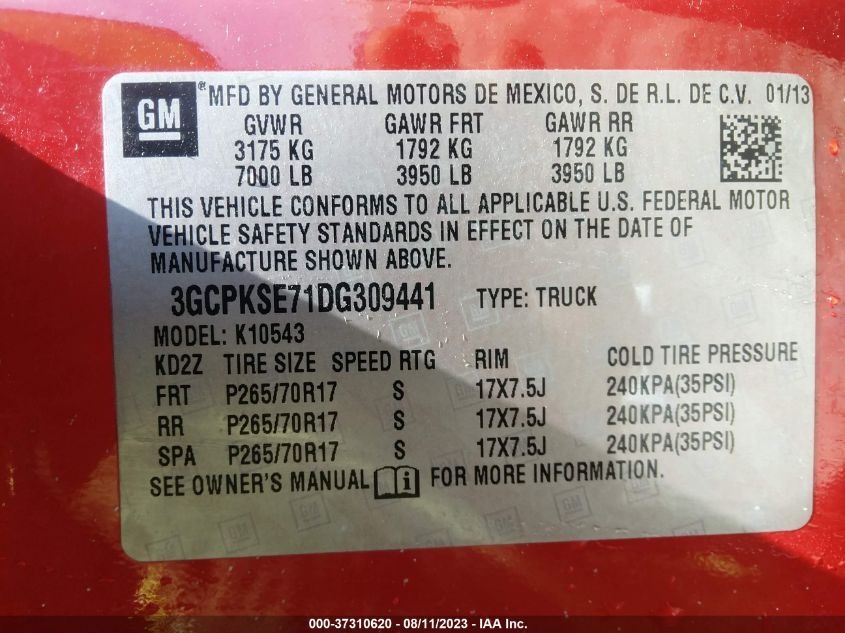 GM ® MFD BY GENERAL MOTORS DE MEXICO, S. DE R.L. DE C.V. 01/13
GVWR GAWR FRT GAWR RR
3175 KG 1792 KG 1792 KG
7000 LB 3950 LB 3950 LB
THIS VEHICLE CONFORMS TO ALL APPLICABLE U.S. FEDERAL MOTOR
VEHICLE SAFETY STANDARDS IN EFFECT ON THE DATE OF
MANUFACTURE SHOWN ABOVE.
3GCPKSE71DG309441 TYPE: TRUCK
MODEL: K10543
KD2Z TIRE SIZE SPEED RTG RIM COLD TIRE PRESSURE
FRT P265/70R17 S 17X7.5J 240KPA(35PSI)
RR P265/70R17 S 17X7.5J 240KPA(35PSI)
SPA P265/70R17 S 17X7.5J 240KPA(35PSI)
SEE OWNER'S MANUAL i FOR MORE INFORMATION.
000-37310620 - 08/11/2023 - IAA Inc.